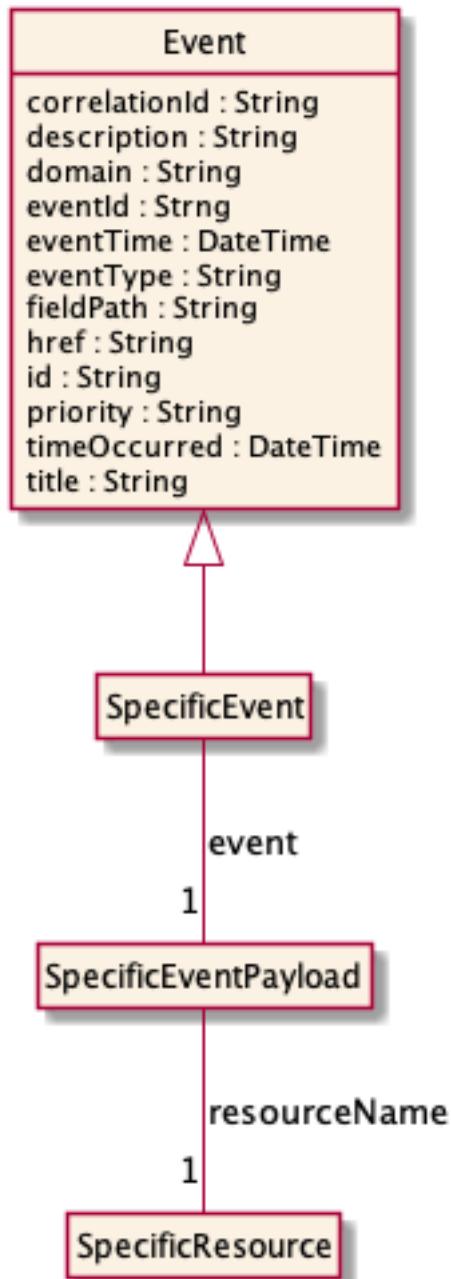 Event
correlationId : String
description : String
domain : String
eventId : Strng
eventTime : DateTime
eventType : String
fieldPath : String
href : String
id : String
priority : String
timeOccurred : DateTime
title : String
SpecificEvent
event
1
SpecificEventPayload
resourceName
1
SpecificResource